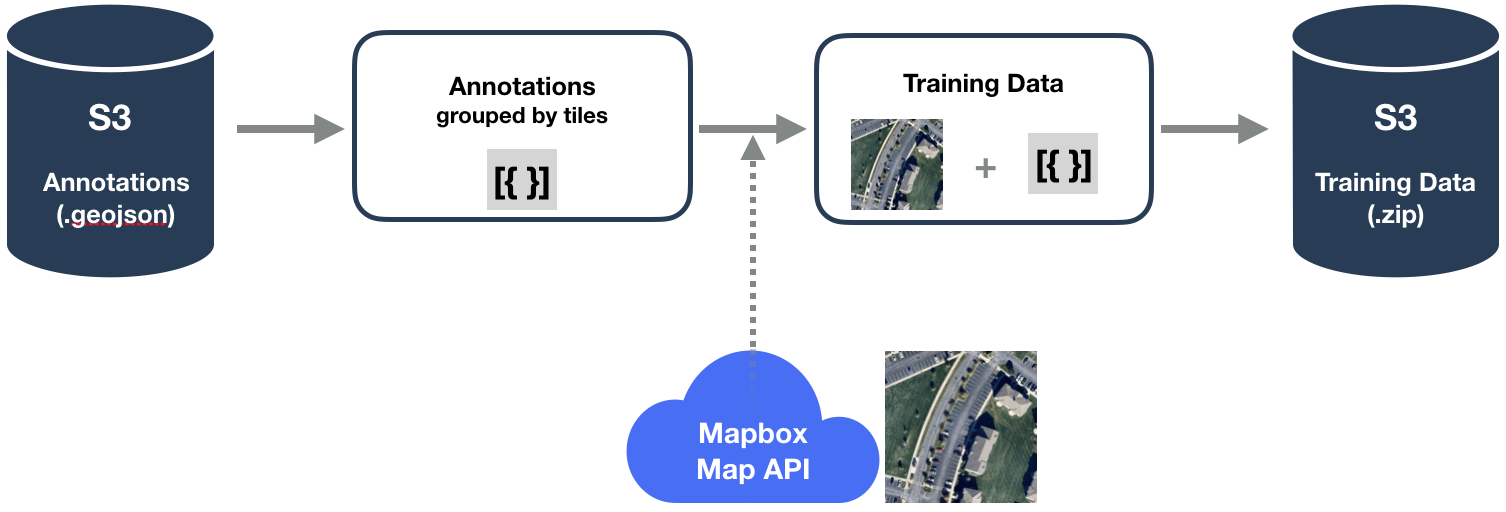 S3
Annotations
(.geojson)
Annotations
grouped by tiles
[{ }]
Training Data
+
[{ }]
S3
Training Data
(.zip)
Mapbox
Map API